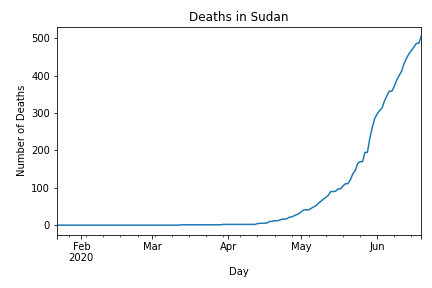 Deaths in Sudan
500
400
300
200
100
0
Number of Deaths
Feb
2020
Mar
Apr
May
Jun
Day